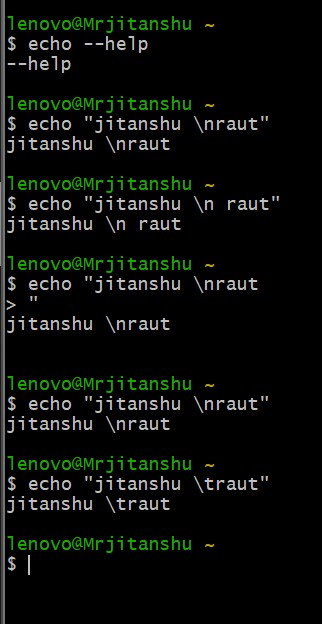 lenovo@Mrjitanshu ~
$ echo --help
--help
lenovo@Mrjitanshu ~
$ echo "jitanshu \nraut"
jitanshu \nraut
lenovo@Mrjitanshu ~
$ echo "jitanshu \n raut"
jitanshu \n raut
lenovo@Mrjitanshu ~
$ echo "jitanshu \nraut
> "
jitanshu \nraut
lenovo@Mrjitanshu ~
$ echo "jitanshu \nraut"
jitanshu \nraut
lenovo@Mrjitanshu ~
$ echo "jitanshu \traut"
jitanshu \traut
lenovo@Mrjitanshu ~
$